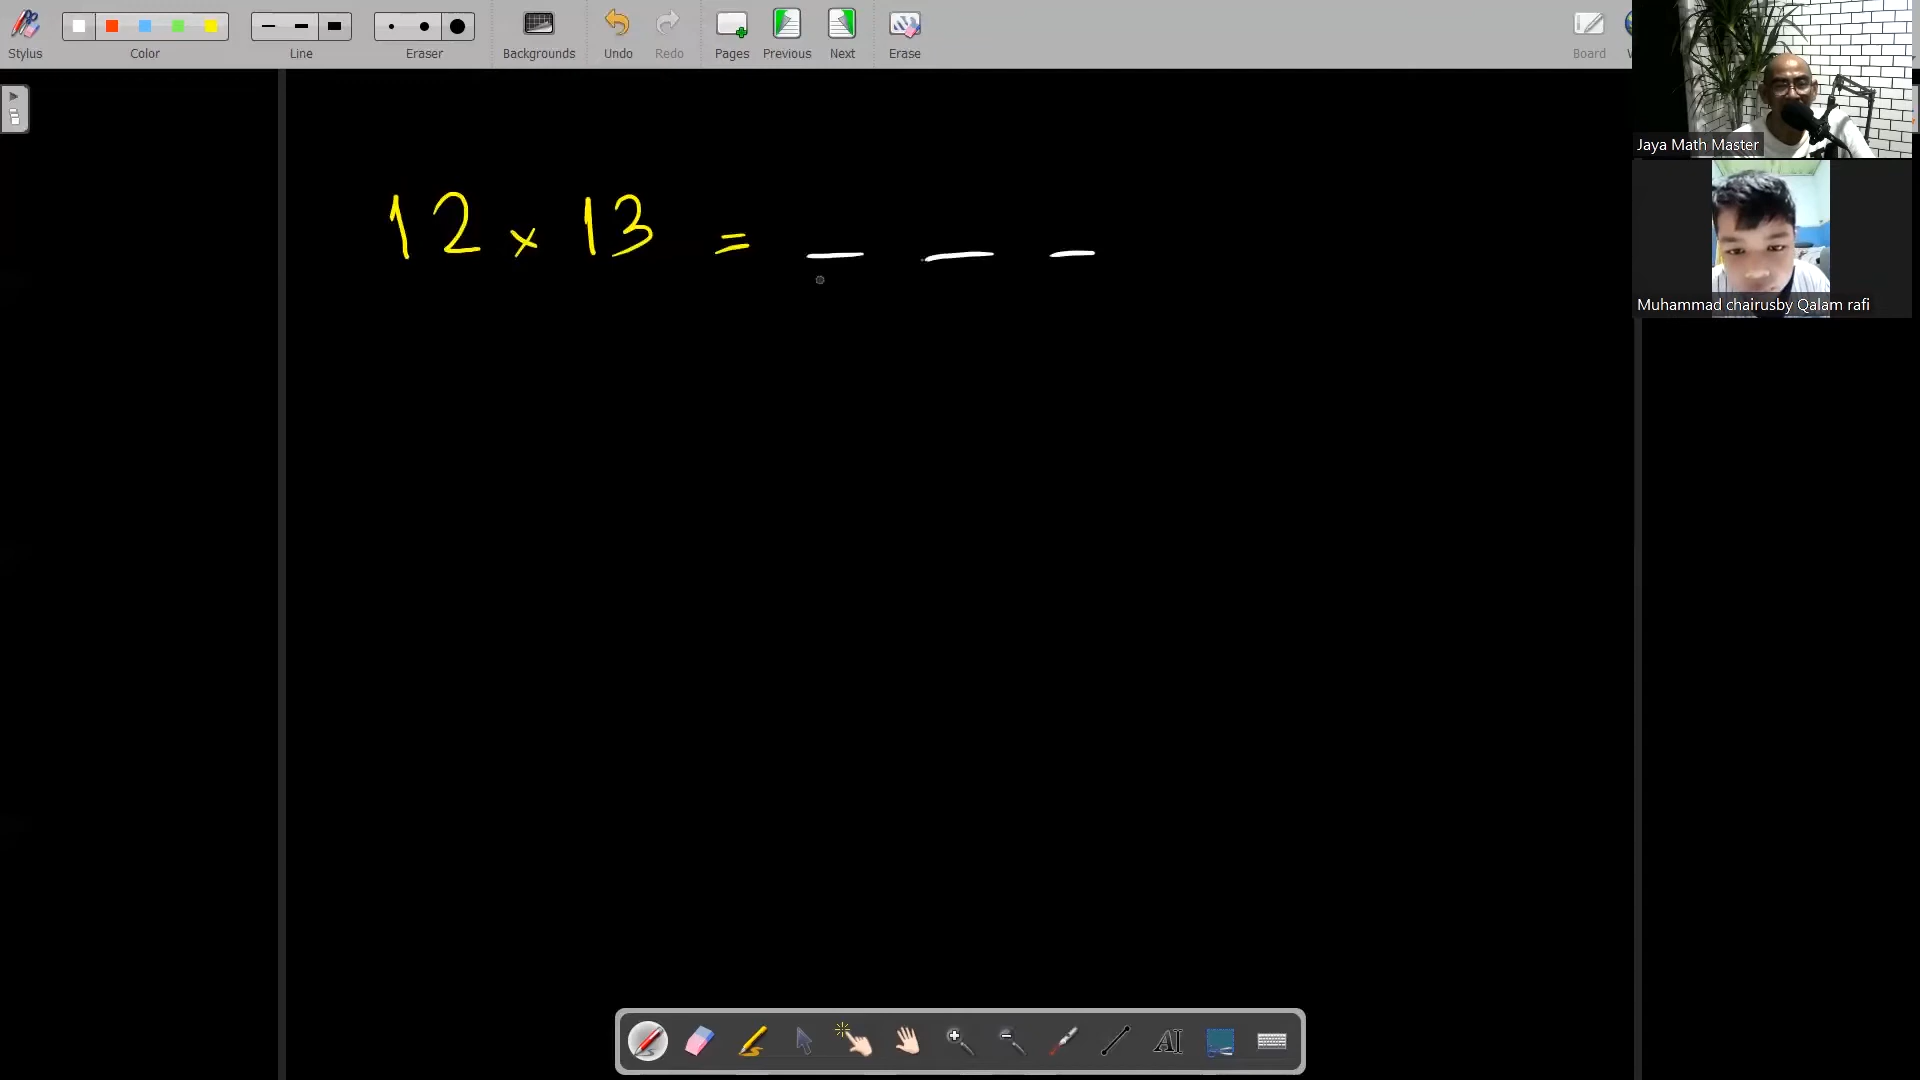 Stylus Color Line Eraser Backgrounds Undo Redo Pages Previous Next Erase Board
Jaya Math Master
12 × 13 = _ _ _
Muhammad chairusby Qalam rafi
AI